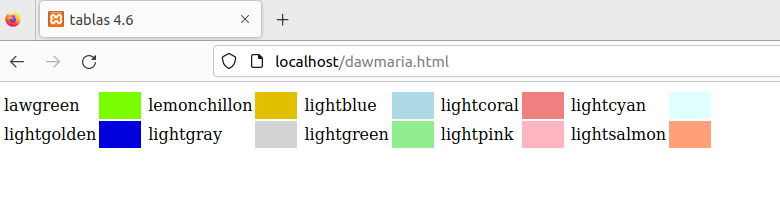 tablas 4.6
localhost/dawmaria.html
lawgreen lemonchillon lightblue lightcoral lightcyan
lightgolden lightgray lightgreen lightpink lightsalmon